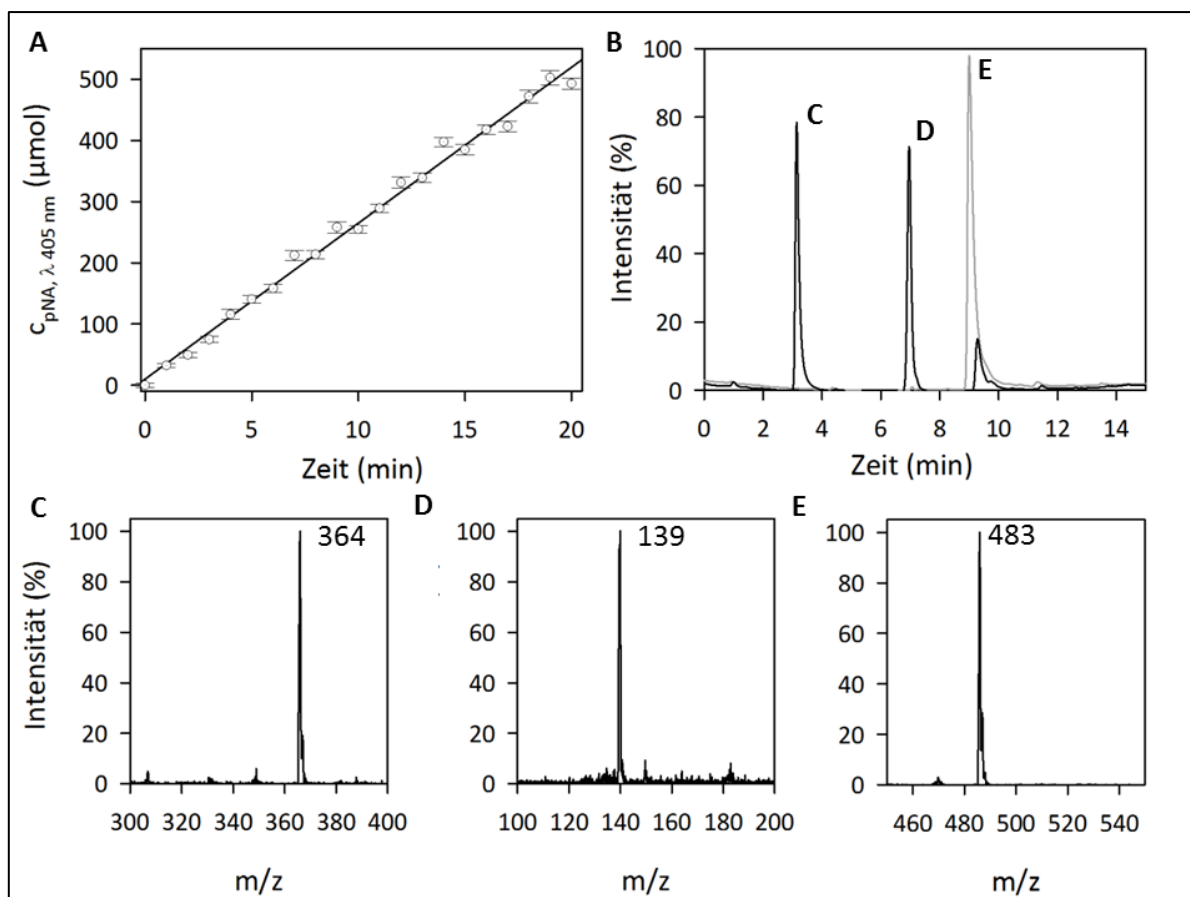 A
c pNA, λ 405 nm (µmol)
500
400
300
200
100
0
0 5 10 15 20
Zeit (min)
B
Intensität (%)
100
80
60
40
20
0
C
D
E
0 2 4 6 8 10 12 14
Zeit (min)
C
Intensität (%)
100
80
60
40
20
0
364
300 320 340 360 380 400
m/z
D
100
80
60
40
20
0
139
100 120 140 160 180 200
m/z
E
100
80
60
40
20
0
483
460 480 500 520 540
m/z